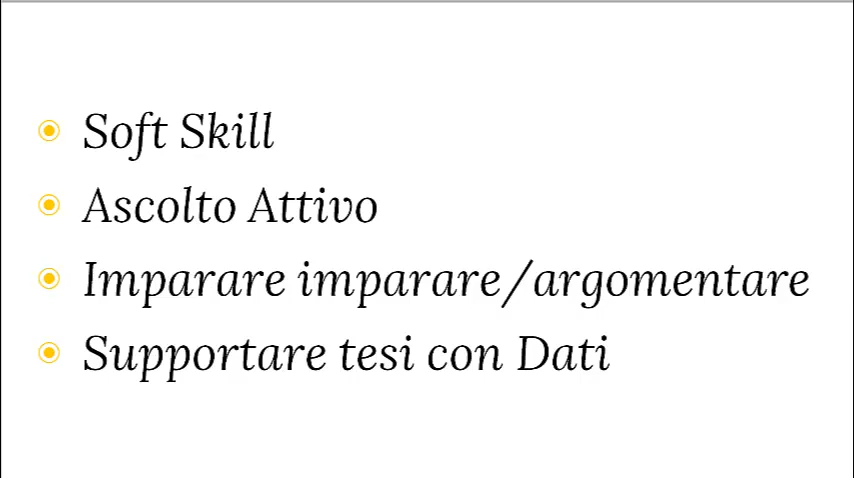 Soft Skill
Ascolto Attivo
Imparare imparare/argomentare
Supportare tesi con Dati